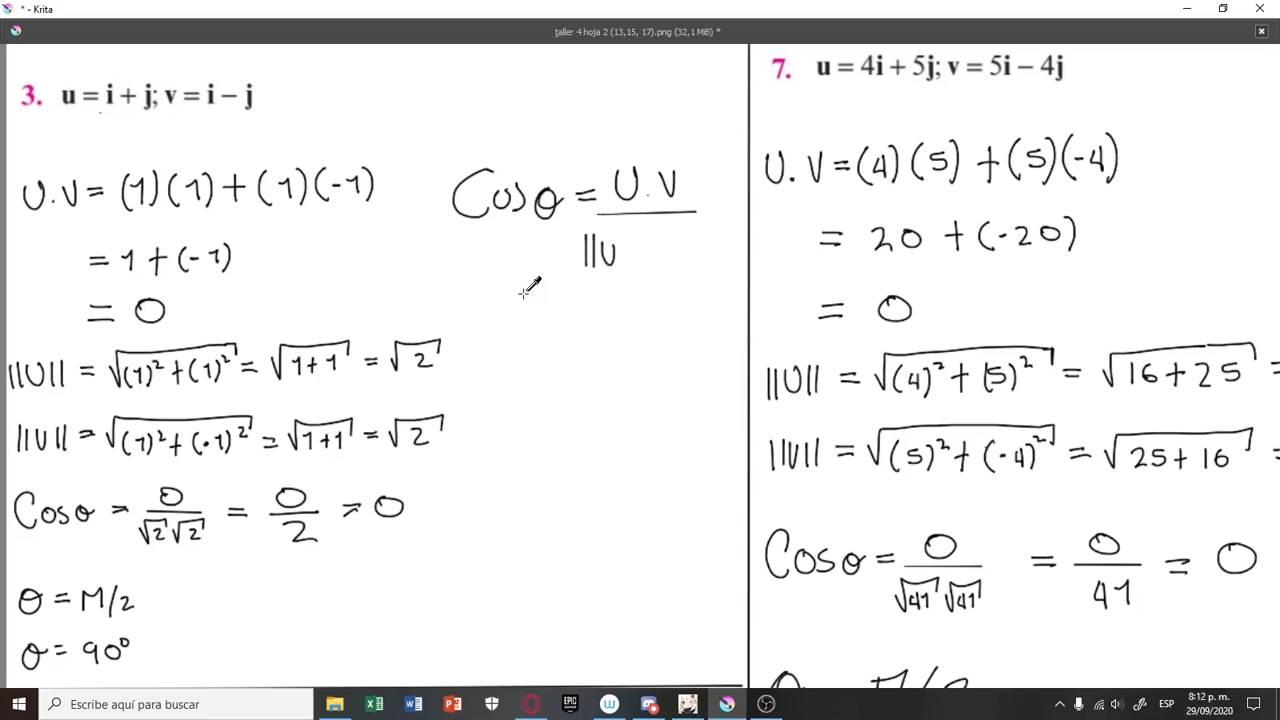 * - Krita
taller 4 hoja 2 (13,15, 17).png (32,1 MiB) *
3. u = i + j; v = i − j
U.V = (1)(1) + (1)(-1)
= 1 + (-1)
= 0
||U|| = √(1)² + (1)² = √1+1 = √2
||U|| = √(1)² + (-1)² = √1+1 = √2
Cosθ = 0/√2 √2 = 0/2 = 0
θ = M/2
θ = 90°
Cosθ = U.V
||U
7. u = 4i + 5j; v = 5i − 4j
U.V = (4)(5) + (5)(-4)
= 20 + (-20)
= 0
||U|| = √(4)² + (5)² = √16+25 =
||U|| = √(5)² + (-4)² = √25+16 =
Cosθ = 0/√41 √41 = 0/41 = 0
Escribe aquí para buscar
ESP
8:12 p. m.
29/09/2020